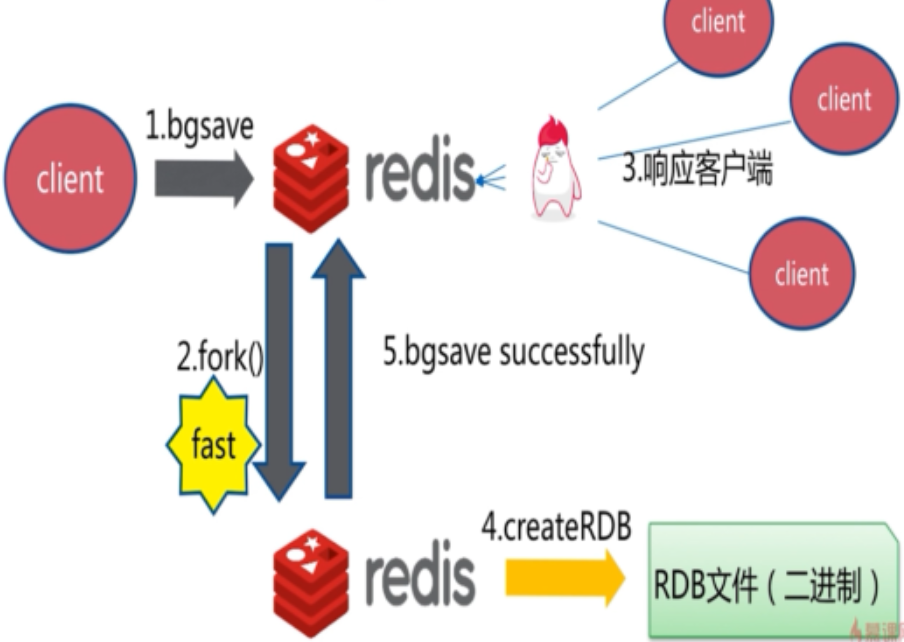 client
client
1.bgsave
client
redis
3.响应客户端
client
2.fork()
5.bgsave successfully
fast
4.createRDB
redis
RDB文件（二进制）